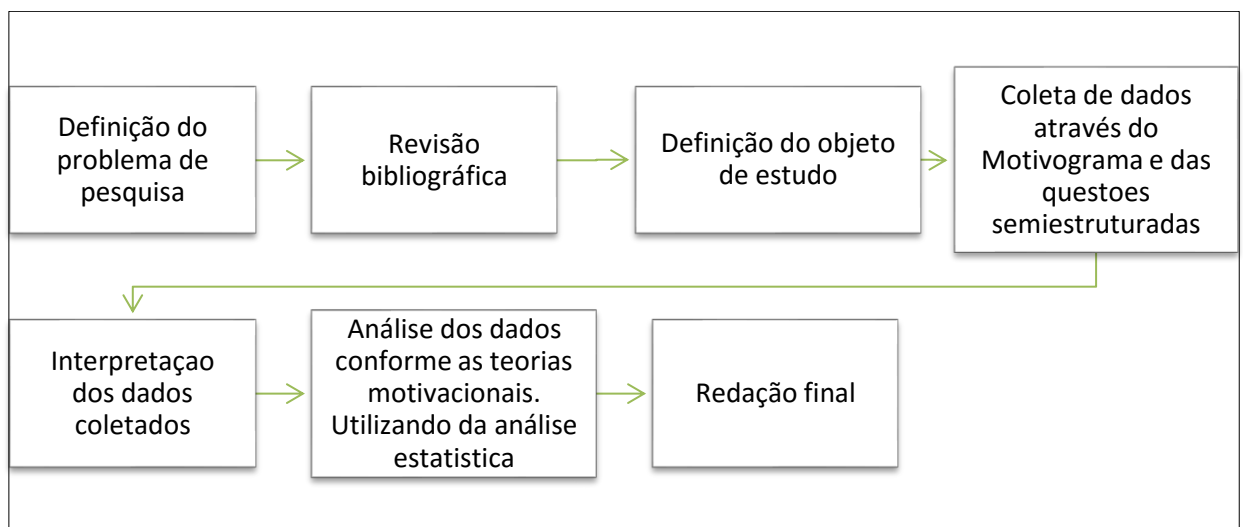 Definição do
problema de
pesquisa
Revisão
bibliográfica
Definição do objeto
de estudo
Coleta de dados
através do
Motivograma e das
questoes
semiestruturadas
Interpretaçao
dos dados
coletados
Análise dos dados
conforme as teorias
motivacionais.
Utilizando da análise
estatistica
Redação final